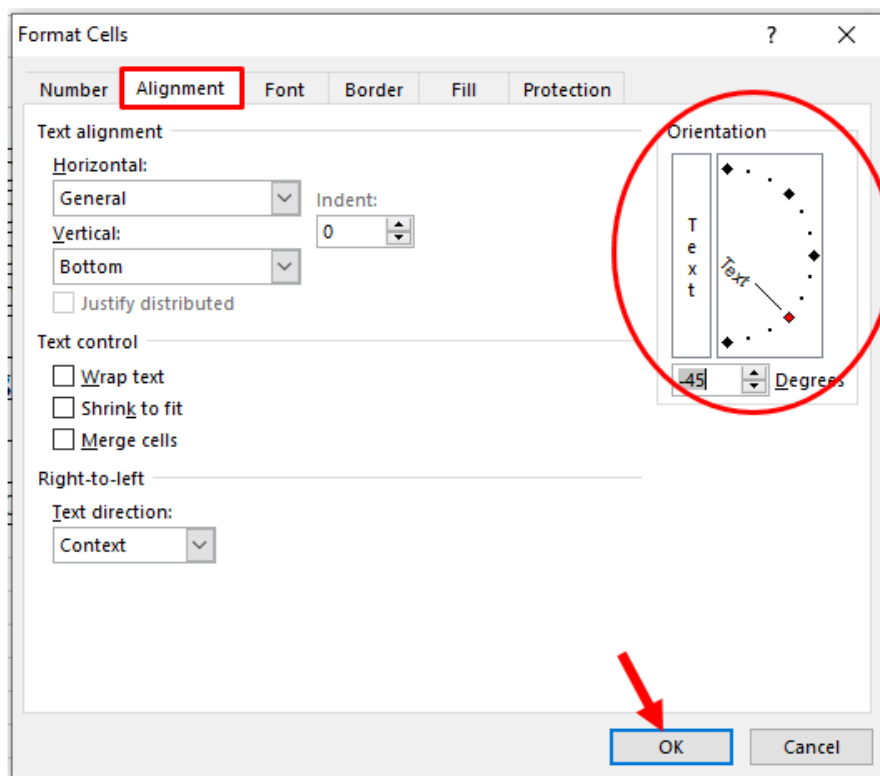 Format Cells ? ×
Number Alignment Font Border Fill Protection
Text alignment
Horizontal:
General
Indent:
0
Vertical:
Bottom
Justify distributed
Text control
Wrap text
Shrink to fit
Merge cells
Right-to-left
Text direction:
Context
Orientation
Text
Text
-45 Degrees
OK Cancel